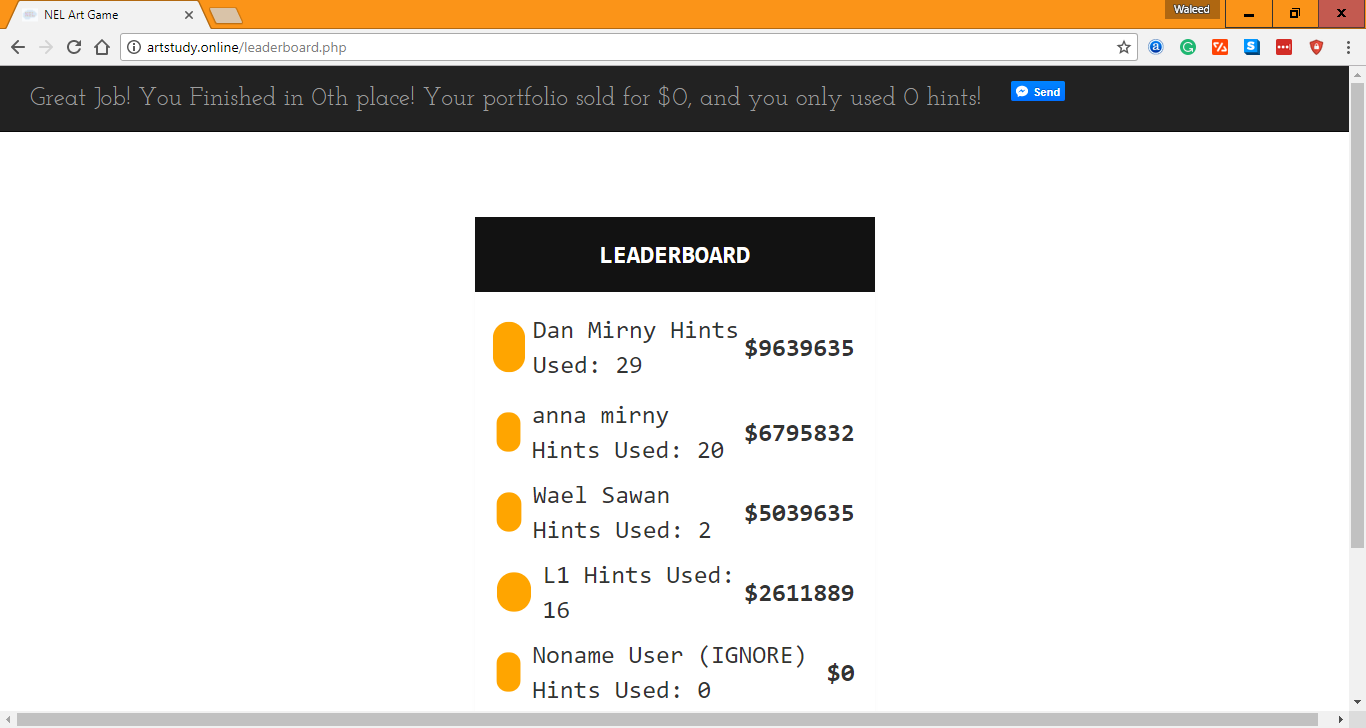 NEL Art Game
Waleed
artstudy.online/leaderboard.php
Great Job! You Finished in 0th place! Your portfolio sold for $0, and you only used 0 hints!
Send
LEADERBOARD
Dan Mirny Hints
Used: 29
$9639635
anna mirny
Hints Used: 20
$6795832
Wael Sawan
Hints Used: 2
$5039635
L1 Hints Used:
16
$2611889
Noname User (IGNORE)
Hints Used: 0
$0